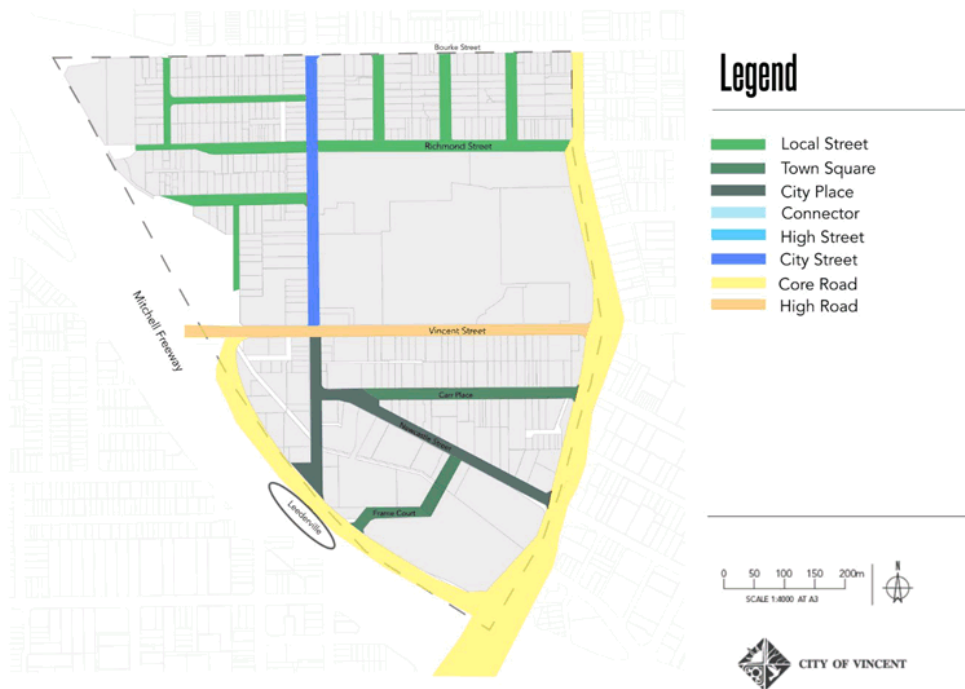 Bourke Street
Legend
Richmond Street
Local Street
Town Square
City Place
Connector
High Street
City Street
Core Road
High Road
Mitchell Freeway
Vincent Street
Carr Place
Newcastle Street
Leederville
Frame Court
0 50 100 150 200m
N
SCALE 1:4000 AT A3
CITY OF VINCENT